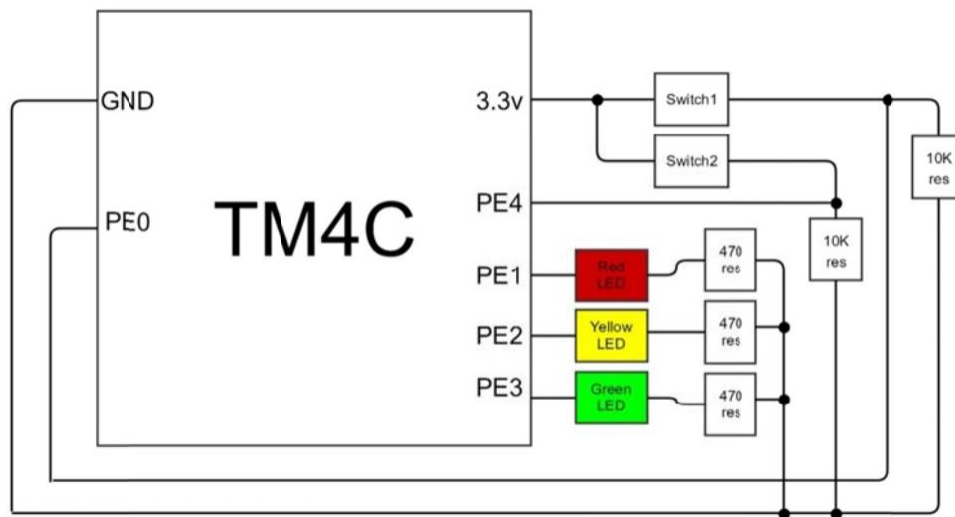 GND
3.3v
Switch1
Switch2
10K
res
PE0
TM4C
PE4
10K
res
PE1
Red
LED
470
res
PE2
Yellow
LED
470
res
PE3
Green
LED
470
res